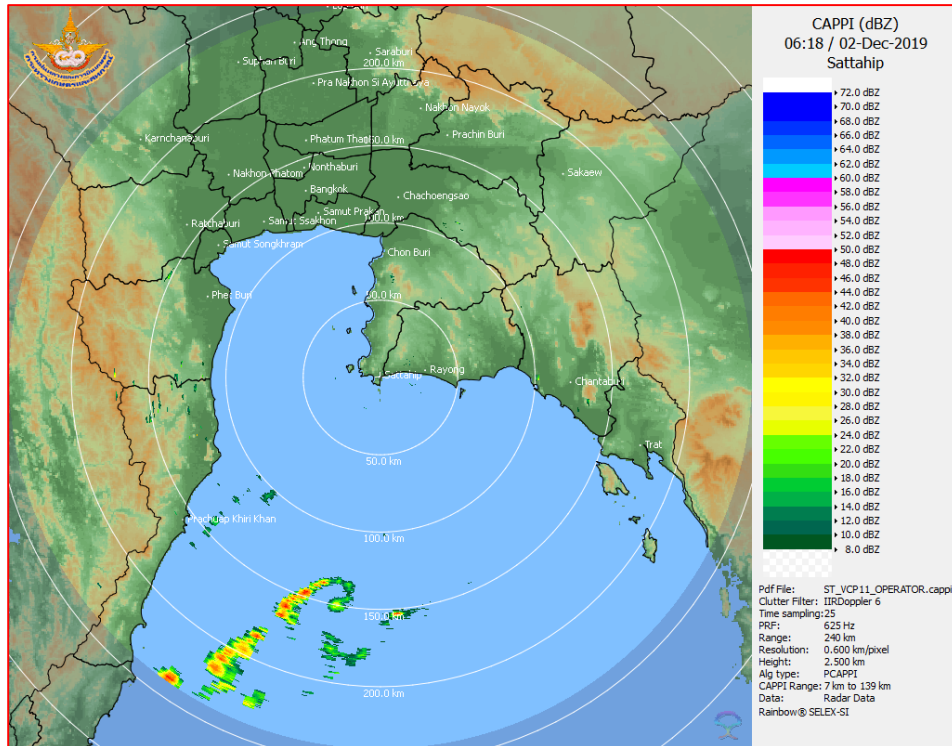 Ang Thong
Suphan Buri
Saraburi
200.0 km
Pra Nakhon Si Ayutthaya
Nakhon Nayok
Karnchanaburi
Phatum Than
150.0 km
Prachin Buri
Nonthaburi
Nakhon Phatom
Sakaew
Bangkok
Chachoengsao
Samut Prakan
Ratchaburi
Samut Ssakhon
100.0 km
Samut Songkhram
Chon Buri
Phet Buri
50.0 km
Sattahip
Rayong
Chantaburi
Trat
50.0 km
Prachuap Khiri Khan
100.0 km
150.0 km
200.0 km
CAPPI (dBZ)
06:18 / 02-Dec-2019
Sattahip
72.0 dBZ
70.0 dBZ
68.0 dBZ
66.0 dBZ
64.0 dBZ
62.0 dBZ
60.0 dBZ
58.0 dBZ
56.0 dBZ
54.0 dBZ
52.0 dBZ
50.0 dBZ
48.0 dBZ
46.0 dBZ
44.0 dBZ
42.0 dBZ
40.0 dBZ
38.0 dBZ
36.0 dBZ
34.0 dBZ
32.0 dBZ
30.0 dBZ
28.0 dBZ
26.0 dBZ
24.0 dBZ
22.0 dBZ
20.0 dBZ
18.0 dBZ
16.0 dBZ
14.0 dBZ
12.0 dBZ
10.0 dBZ
8.0 dBZ
Pdf File: ST_VCP11_OPERATOR.cappi
Clutter Filter: IIRDoppler 6
Time sampling:25
PRF: 625 Hz
Range: 240 km
Resolution: 0.600 km/pixel
Height: 2.500 km
Alg type: PCAPPI
CAPPI Range: 7 km to 139 km
Data: Radar Data
Rainbow® SELEX-SI